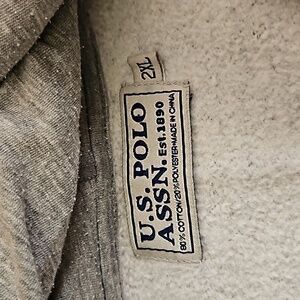 2XL
U.S. POLO
ASSN. Est.1890
80% COTTON/20% POLYESTER•MADE IN CHINA